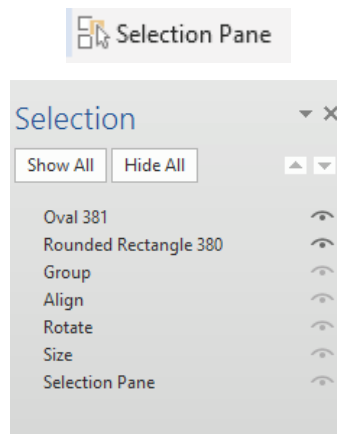 Selection Pane
Selection
Show All Hide All
Oval 381
Rounded Rectangle 380
Group
Align
Rotate
Size
Selection Pane